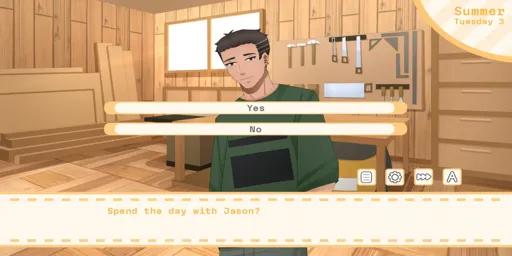 Summer
Tuesday 3
Yes
No
A
Spend the day with Jason?